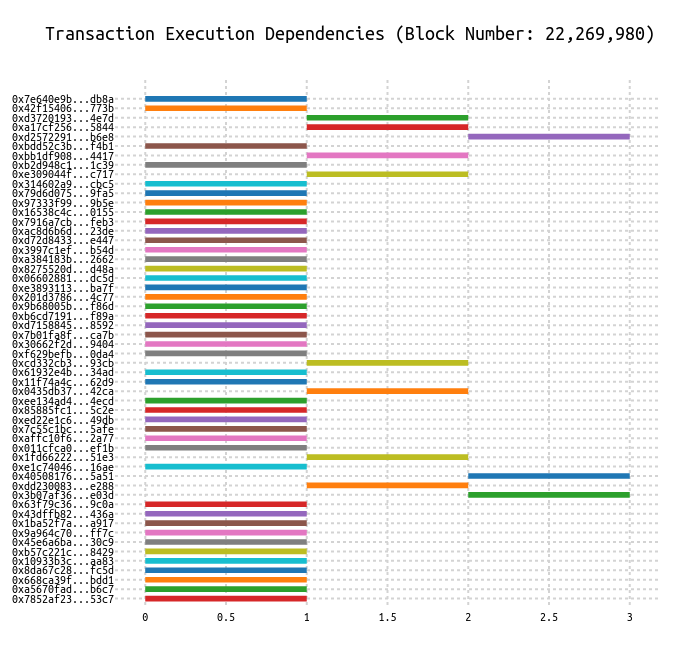 Transaction Execution Dependencies (Block Number: 22,269,980)
0x7e640e9b...db8a
0x42f15406...773b
0xd3720193...4e7d
0xa17cf256...5844
0xd2572291...b6e8
0xbdd52c3b...f4b1
0xbb1df908...4417
0xb2d948c1...1c39
0xe309044f...c717
0x314602a9...cbc5
0x79d6d075...9fa5
0x97333f99...9b5e
0x16538c4c...0155
0x7916a7cb...feb3
0xac8d6b6d...23de
0xd72d8433...e447
0x3997c1ef...b54d
0xa384183b...2662
0x8275520d...d48a
0x06602881...dc5d
0xe3893113...ba7f
0x201d3786...4c77
0x9b68005b...f86d
0xb6cd7191...f89a
0xd7158845...8592
0x7b01fa8f...ca7b
0x30662f2d...9404
0xf629befb...0da4
0xcd332cb3...93cb
0x61932e4b...34ad
0x11f74a4c...62d9
0x0435db37...42ca
0xee134ad4...4ecd
0x85885fc1...5c2e
0xed22e1c6...49db
0x7c55c1bc...5afe
0xaffc10f6...2a77
0x011cfca0...ef1b
0x1fd66222...51e3
0xe1c74046...16ae
0x40508176...5a51
0xdd230083...e288
0x3b07af36...e03d
0x63f79c36...9c0a
0x43dffb82...436a
0x1ba52f7a...a917
0x9a964c70...ff7c
0x45e6a6ba...30c9
0xb57c221c...8429
0x10933b3c...aa83
0x8da67c28...fc5d
0x668ca39f...bdd1
0xa5670fad...b6c7
0x7852af23...53c7
0 0.5 1 1.5 2 2.5 3